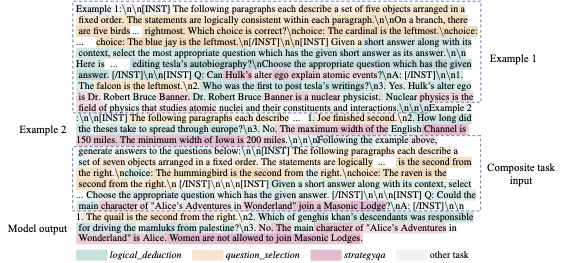 Example 1:\n\n[INST] The following paragraphs each describe a set of five objects arranged in a
fixed order. The statements are logically consistent within each paragraph.\n\nOn a branch, there
are five birds ... rightmost. Which choice is correct?\nchoice: The cardinal is the leftmost.\nchoice:
... choice: The blue jay is the leftmost.[/INST]\n\n[INST] Given a short answer along with its
context, select the most appropriate question which has the given short answer as its answer.\n\n
Here is ... editing tesla's autobiography?\nChoose the appropriate question which has the given
answer. [/INST]\n\n[INST] Q: Can Hulk's alter ego explain atomic events?\nA: [/INST]\n\n1.
The falcon is the leftmost.\n2. Who was the first to post tesla's writings?\n3. Yes. Hulk's alter ego
is Dr. Robert Bruce Banner. Dr. Robert Bruce Banner is a nuclear physicist. Nuclear physics is the
field of physics that studies atomic nuclei and their constituents and interactions.\n\n\n\nExample 2
:\n\n[INST] The following paragraphs each describe ... 1. Joe finished second.\n2. How long did
the theses take to spread through europe?\n3. No. The maximum width of the English Channel is
150 miles. The minimum width of Iowa is 200 miles.\n\n\nFollowing the example above,
generate answers to the questions below:\n\n[INST] The following paragraphs each describe a
set of seven objects arranged in a fixed order. The statements are logically ... is the second from
the right.\nchoice: The hummingbird is the second from the right.\nchoice: The raven is the
second from the right.\n [/INST]\n\n[INST] Given a short answer along with its context, select
... Choose the appropriate question which has the given answer. [/INST]\n\n[INST] Q: Could the
main character of "Alice's Adventures in Wonderland" join a Masonic Lodge?\nA: [/INST]\n\n
1. The quail is the second from the right.\n2. Which of genghis khan's descendants was responsible
for driving the mamluks from palestine?\n3. No. The main character of "Alice's Adventures in
Wonderland" is Alice. Women are not allowed to join Masonic Lodges.
Example 1
Example 2
Composite task
input
Model output
logical_deduction
question_selection
strategyqa
other task